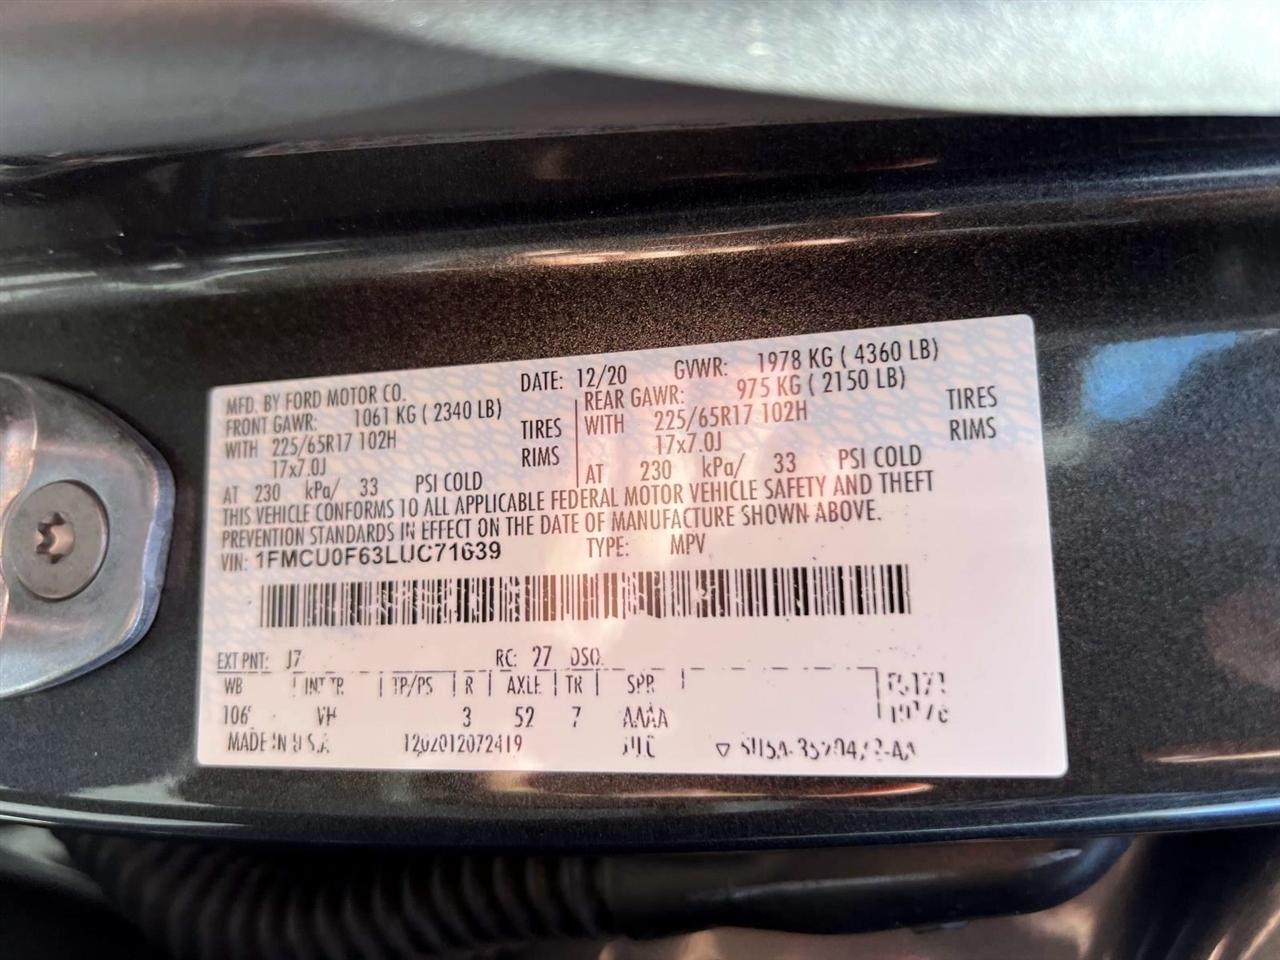 MFD. BY FORD MOTOR CO. DATE: 12/20 GVWR: 1978 KG ( 4360 LB)
FRONT GAWR: 1061 KG ( 2340 LB) REAR GAWR: 975 KG ( 2150 LB)
WITH 225/65R17 102H TIRES WITH 225/65R17 102H TIRES
17x7.0J RIMS 17x7.0J RIMS
AT 230 kPa/ 33 PSI COLD AT 230 kPa/ 33 PSI COLD
THIS VEHICLE CONFORMS TO ALL APPLICABLE FEDERAL MOTOR VEHICLE SAFETY AND THEFT
PREVENTION STANDARDS IN EFFECT ON THE DATE OF MANUFACTURE SHOWN ABOVE.
VIN: 1FMCU0F63LUC71639 TYPE: MPV
EXT PNT: J7 RC: 27 DSO:
WB INT TR TP/PS R AXLE TR SPR
VH 3 52 7 AAAA
MADE IN U.S.A. 1202012072419